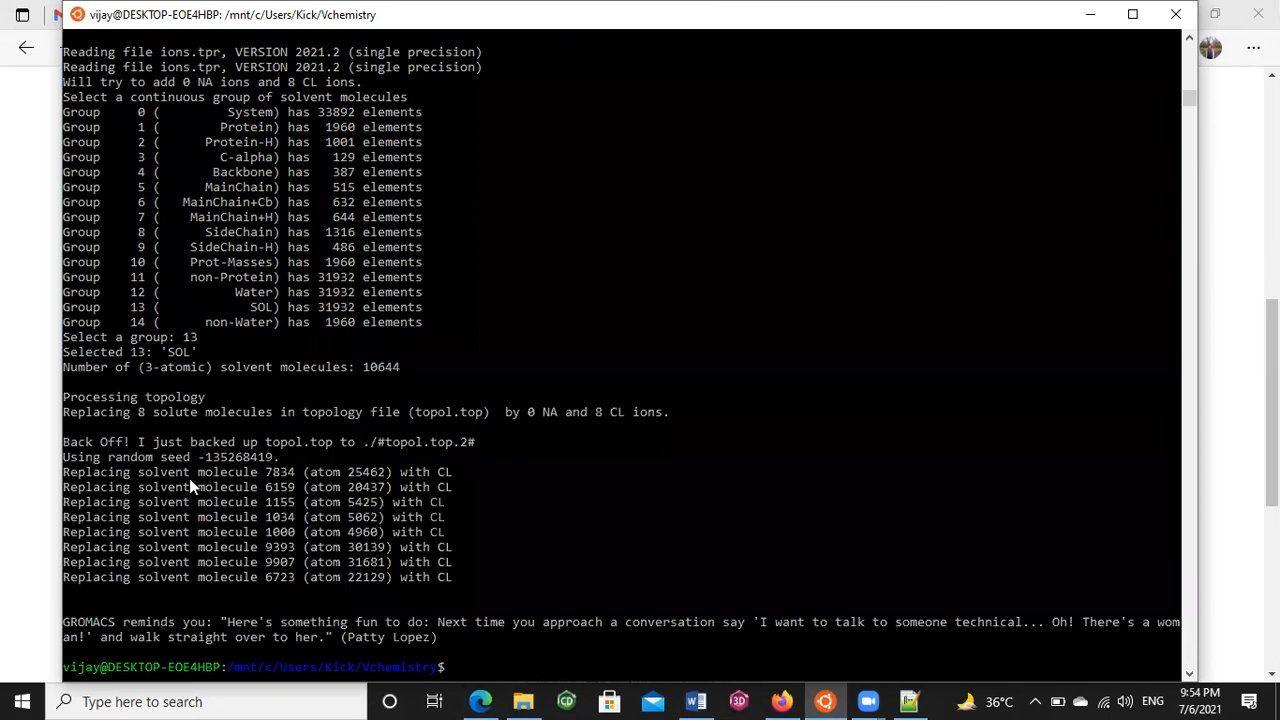 vijay@DESKTOP-EOE4HBP: /mnt/c/Users/Kick/Vchemistry
Reading file ions.tpr, VERSION 2021.2 (single precision)
Reading file ions.tpr, VERSION 2021.2 (single precision)
Will try to add 0 NA ions and 8 CL ions.
Select a continuous group of solvent molecules
Group     0 (         System) has 33892 elements
Group     1 (        Protein) has  1960 elements
Group     2 (      Protein-H) has  1001 elements
Group     3 (        C-alpha) has   129 elements
Group     4 (       Backbone) has   387 elements
Group     5 (      MainChain) has   515 elements
Group     6 (   MainChain+Cb) has   632 elements
Group     7 (    MainChain+H) has   644 elements
Group     8 (      SideChain) has  1316 elements
Group     9 (    SideChain-H) has   486 elements
Group    10 (    Prot-Masses) has  1960 elements
Group    11 (    non-Protein) has 31932 elements
Group    12 (          Water) has 31932 elements
Group    13 (            SOL) has 31932 elements
Group    14 (      non-Water) has  1960 elements
Select a group: 13
Selected 13: 'SOL'
Number of (3-atomic) solvent molecules: 10644
Processing topology
Replacing 8 solute molecules in topology file (topol.top)  by 0 NA and 8 CL ions.
Back Off! I just backed up topol.top to ./#topol.top.2#
Using random seed -135268419.
Replacing solvent molecule 7834 (atom 25462) with CL
Replacing solvent molecule 6159 (atom 20437) with CL
Replacing solvent molecule 1155 (atom 5425) with CL
Replacing solvent molecule 1034 (atom 5062) with CL
Replacing solvent molecule 1000 (atom 4960) with CL
Replacing solvent molecule 9393 (atom 30139) with CL
Replacing solvent molecule 9907 (atom 31681) with CL
Replacing solvent molecule 6723 (atom 22129) with CL
GROMACS reminds you: "Here's something fun to do: Next time you approach a conversation say 'I want to talk to someone technical... Oh! There's a wom
an!' and walk straight over to her." (Patty Lopez)
vijay@DESKTOP-EOE4HBP:/mnt/c/Users/Kick/Vchemistry$
Type here to search
36°C
ENG
9:54 PM
7/6/2021